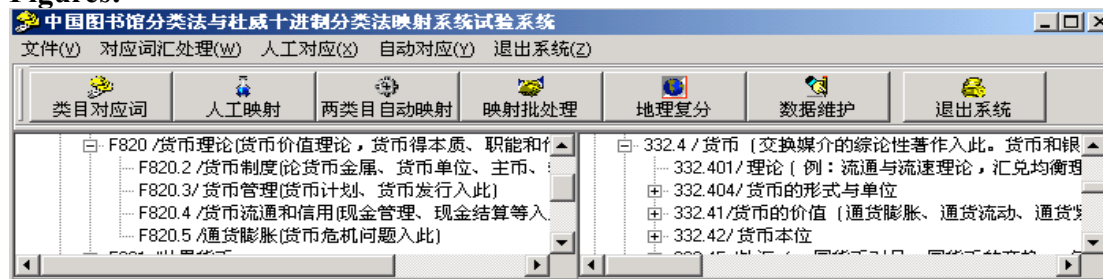 Figures:
中国图书馆分类法与杜威十进制分类法映射系统试验系统
文件(V) 对应词汇处理(W) 人工对应(X) 自动对应(Y) 退出系统(Z)
类目对应词 人工映射 两类目自动映射 映射批处理 地理复分 数据维护 退出系统
F820 /货币理论(货币价值理论，货币得本质、职能和
F820.2 /货币制度(论货币金属、货币单位、主币、
F820.3/ 货币管理(货币计划、货币发行入此)
F820.4 /货币流通和信用(现金管理、现金结算等入
F820.5 /通货膨胀(货币危机问题入此)
332.4 / 货币 （交换媒介的综论性著作入此。货币和银
332.401/ 理论（ 例：流通与流速理论，汇兑均衡理
332.404/ 货币的形式与单位
332.41/货币的价值 （通货膨胀、通货流动、通货
332.42/ 货币本位